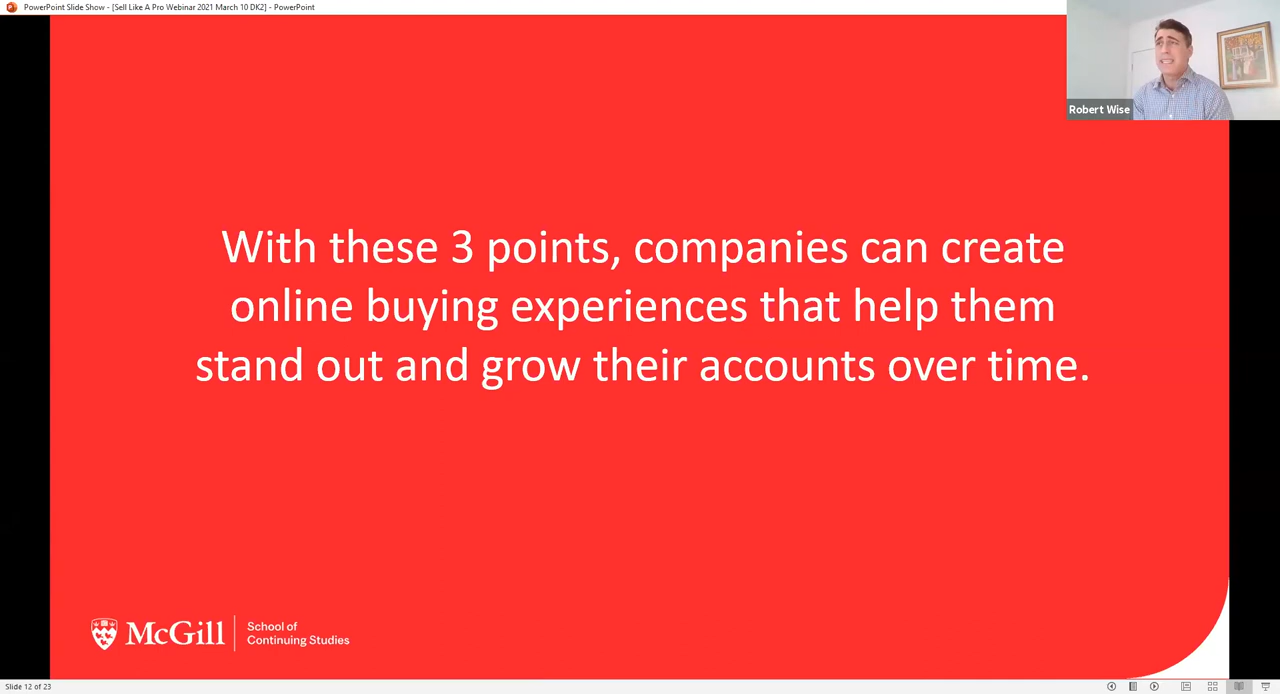 PowerPoint Slide Show - [Sell Like A Pro Webinar 2021 March 10 DK2] - PowerPoint
Robert Wise
With these 3 points, companies can create
online buying experiences that help them
stand out and grow their accounts over time.
McGill
School of
Continuing Studies
Slide 12 of 23